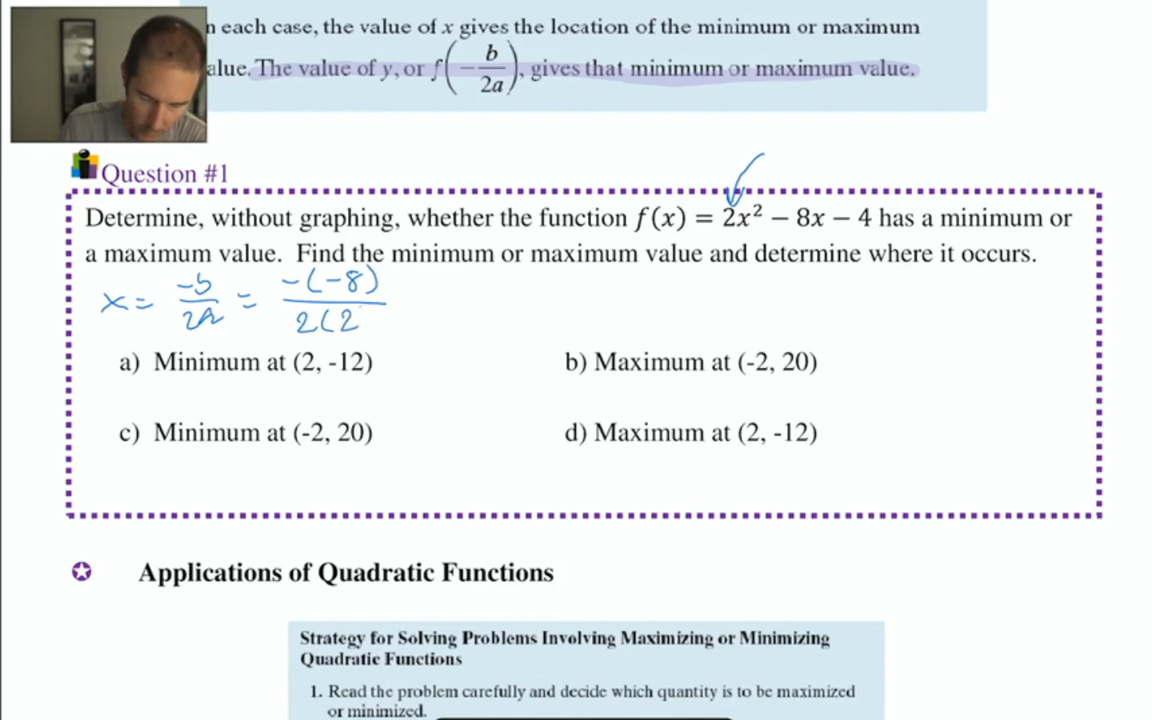 n each case, the value of x gives the location of the minimum or maximum
alue. The value of y, or f(− b/2a), gives that minimum or maximum value.
Question #1
Determine, without graphing, whether the function f(x) = 2x² − 8x − 4 has a minimum or
a maximum value. Find the minimum or maximum value and determine where it occurs.
x = -b/2a = -(-8)/2(2
a) Minimum at (2, -12)
b) Maximum at (-2, 20)
c) Minimum at (-2, 20)
d) Maximum at (2, -12)
Applications of Quadratic Functions
Strategy for Solving Problems Involving Maximizing or Minimizing
Quadratic Functions
1. Read the problem carefully and decide which quantity is to be maximized
or minimized.